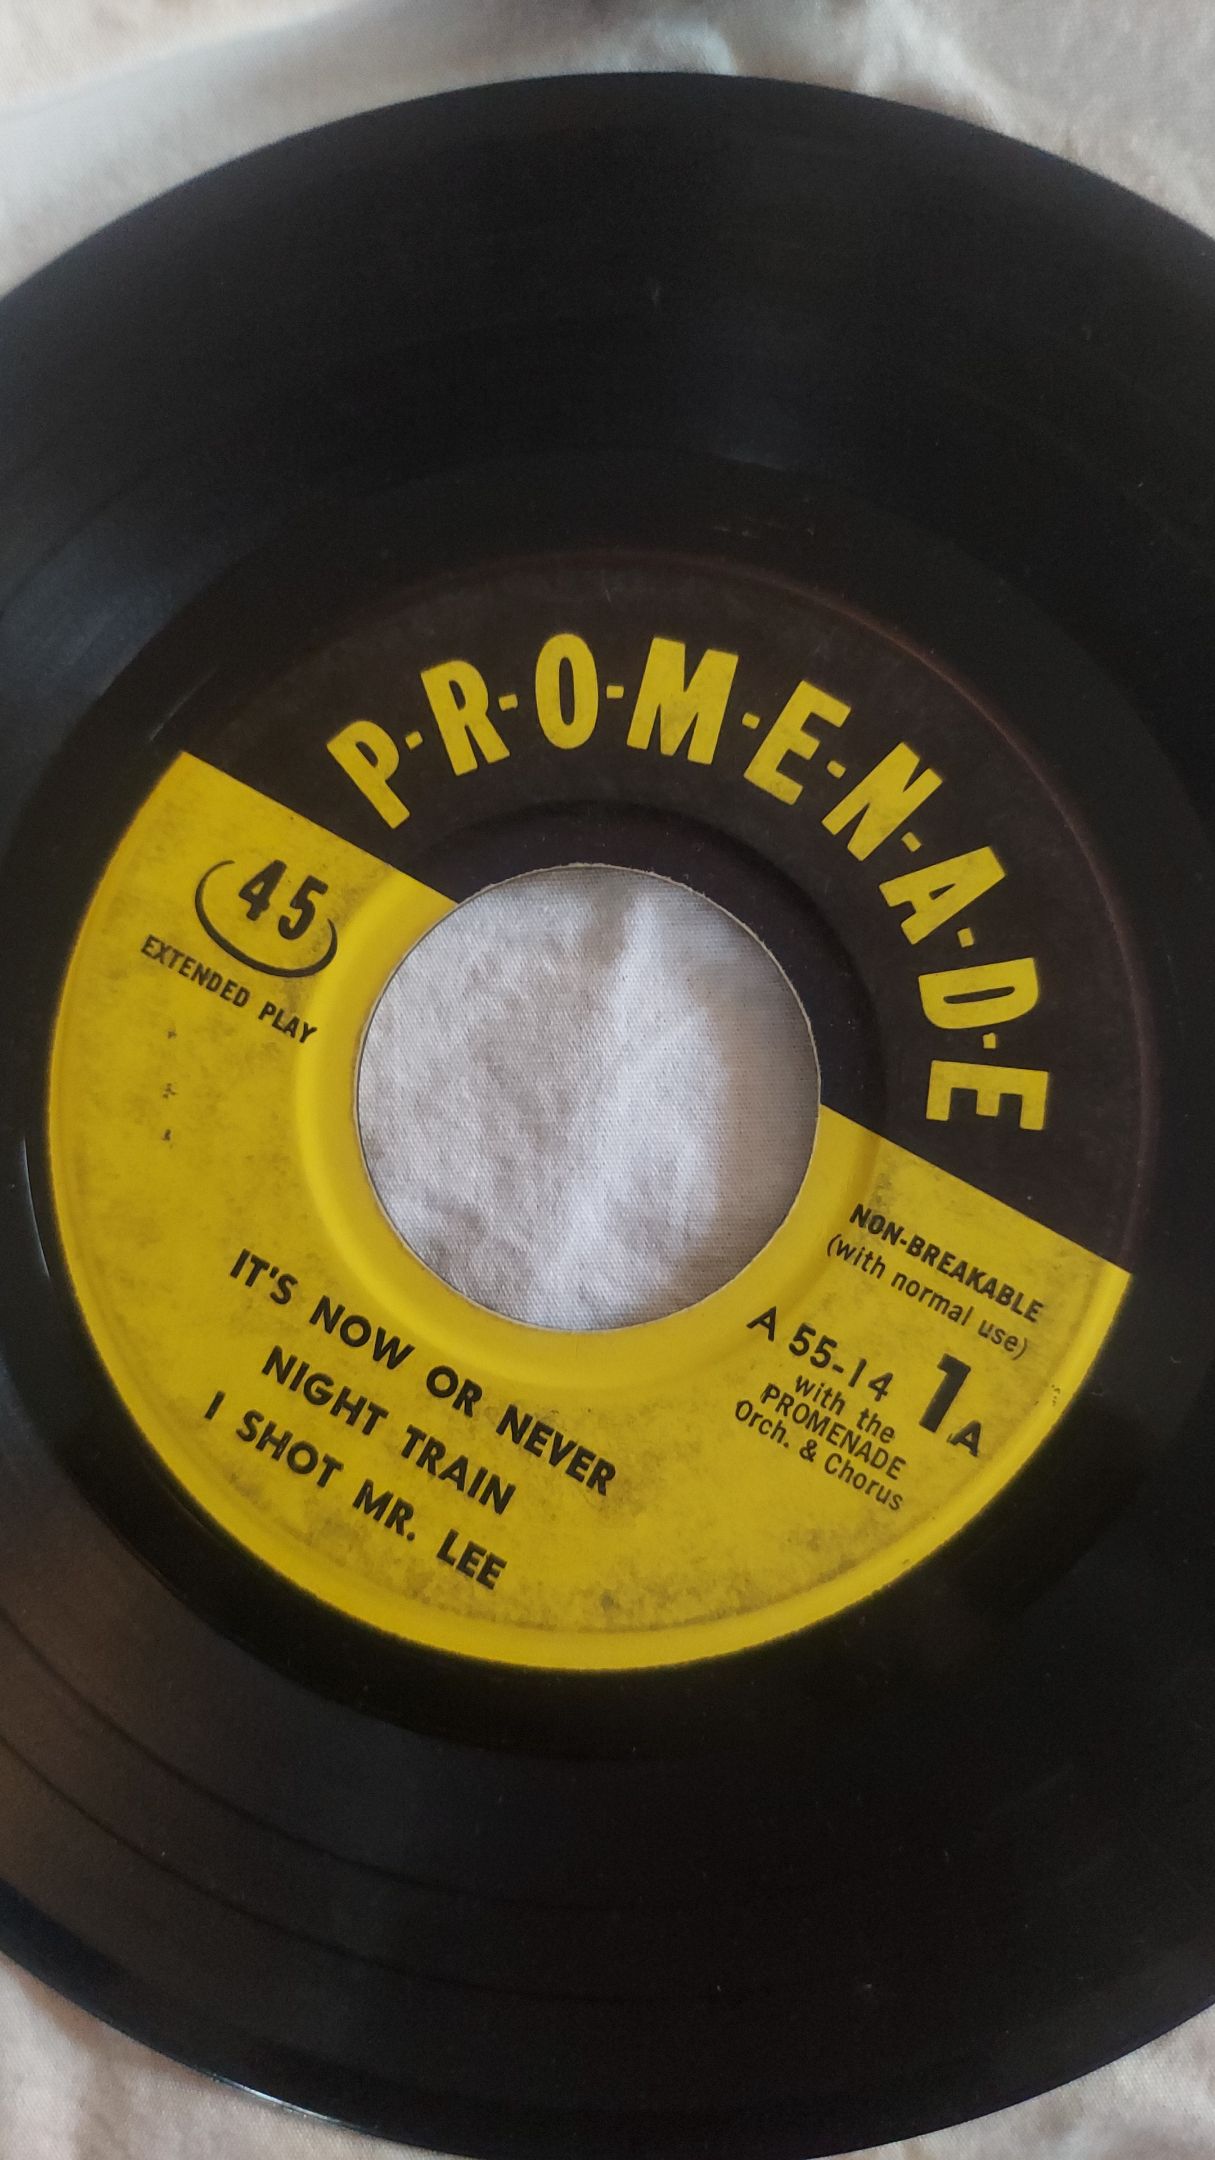 P-R-O-M-E-N-A-D-E
45
EXTENDED PLAY
NON-BREAKABLE
(with normal use)
A 55-14
1A
with the
PROMENADE
Orch. & Chorus
IT'S NOW OR NEVER
NIGHT TRAIN
I SHOT MR. LEE